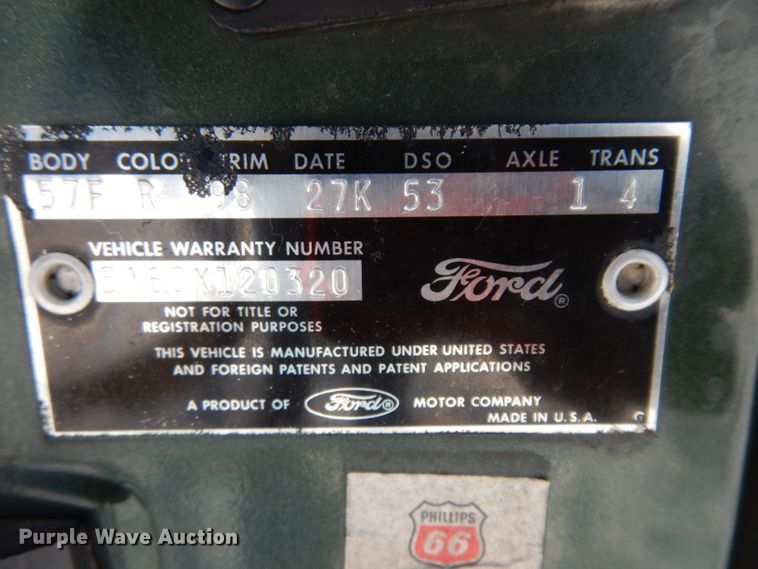 BODY COLO TRIM DATE DSO AXLE TRANS
57F R 98 27K 53 1 4
VEHICLE WARRANTY NUMBER
5A60X120320
Ford®
NOT FOR TITLE OR
REGISTRATION PURPOSES
THIS VEHICLE IS MANUFACTURED UNDER UNITED STATES
AND FOREIGN PATENTS AND PATENT APPLICATIONS
A PRODUCT OF Ford® MOTOR COMPANY
MADE IN U.S.A. G
PHILLIPS
66
Purple Wave Auction®